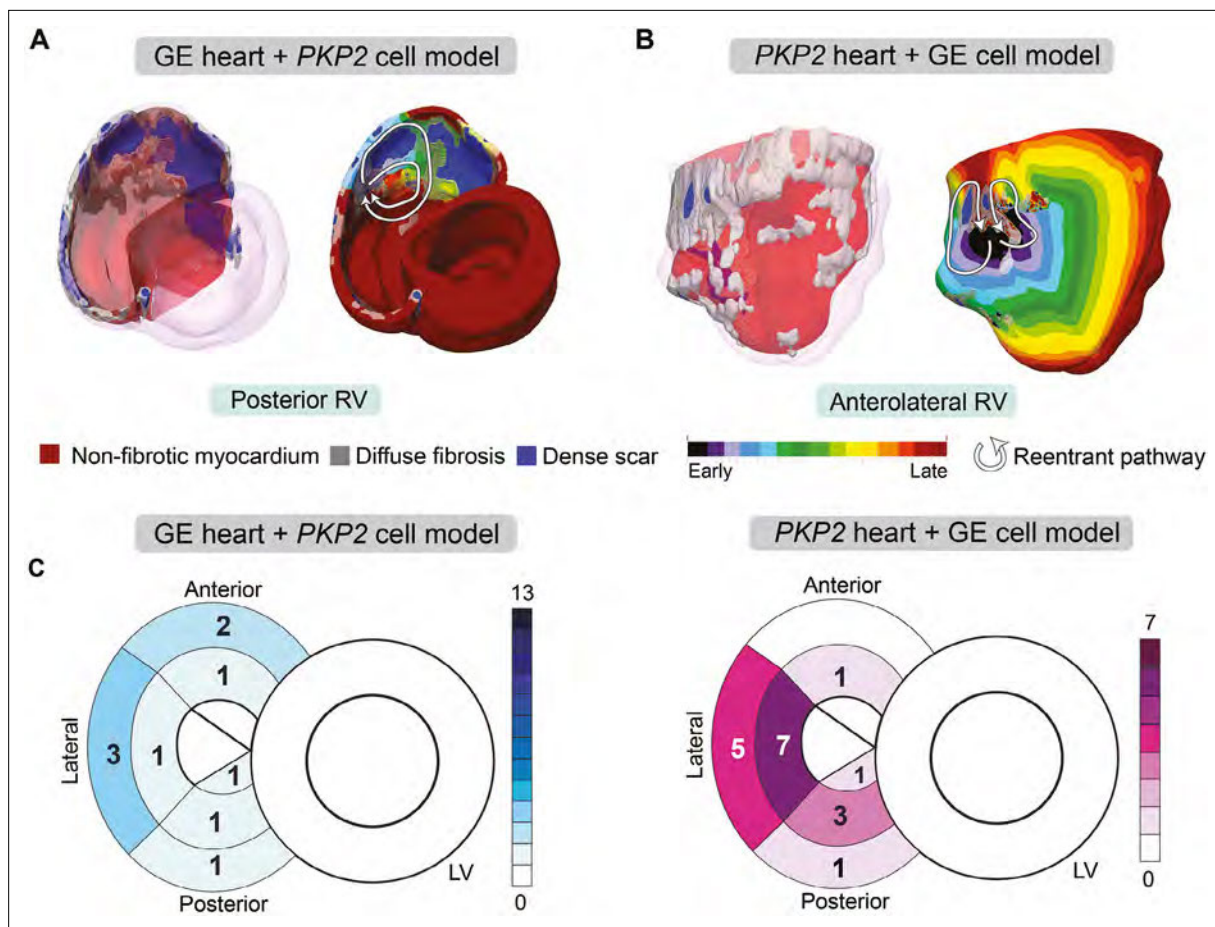 A
GE heart + PKP2 cell model
B
PKP2 heart + GE cell model
Posterior RV
Anterolateral RV
Non-fibrotic myocardium
Diffuse fibrosis
Dense scar
Early
Late
Reentrant pathway
GE heart + PKP2 cell model
PKP2 heart + GE cell model
C
Anterior
2
1
Lateral
3
1
1
1
1
Posterior
LV
13
0
Anterior
1
Lateral
5
7
1
3
1
Posterior
LV
7
0